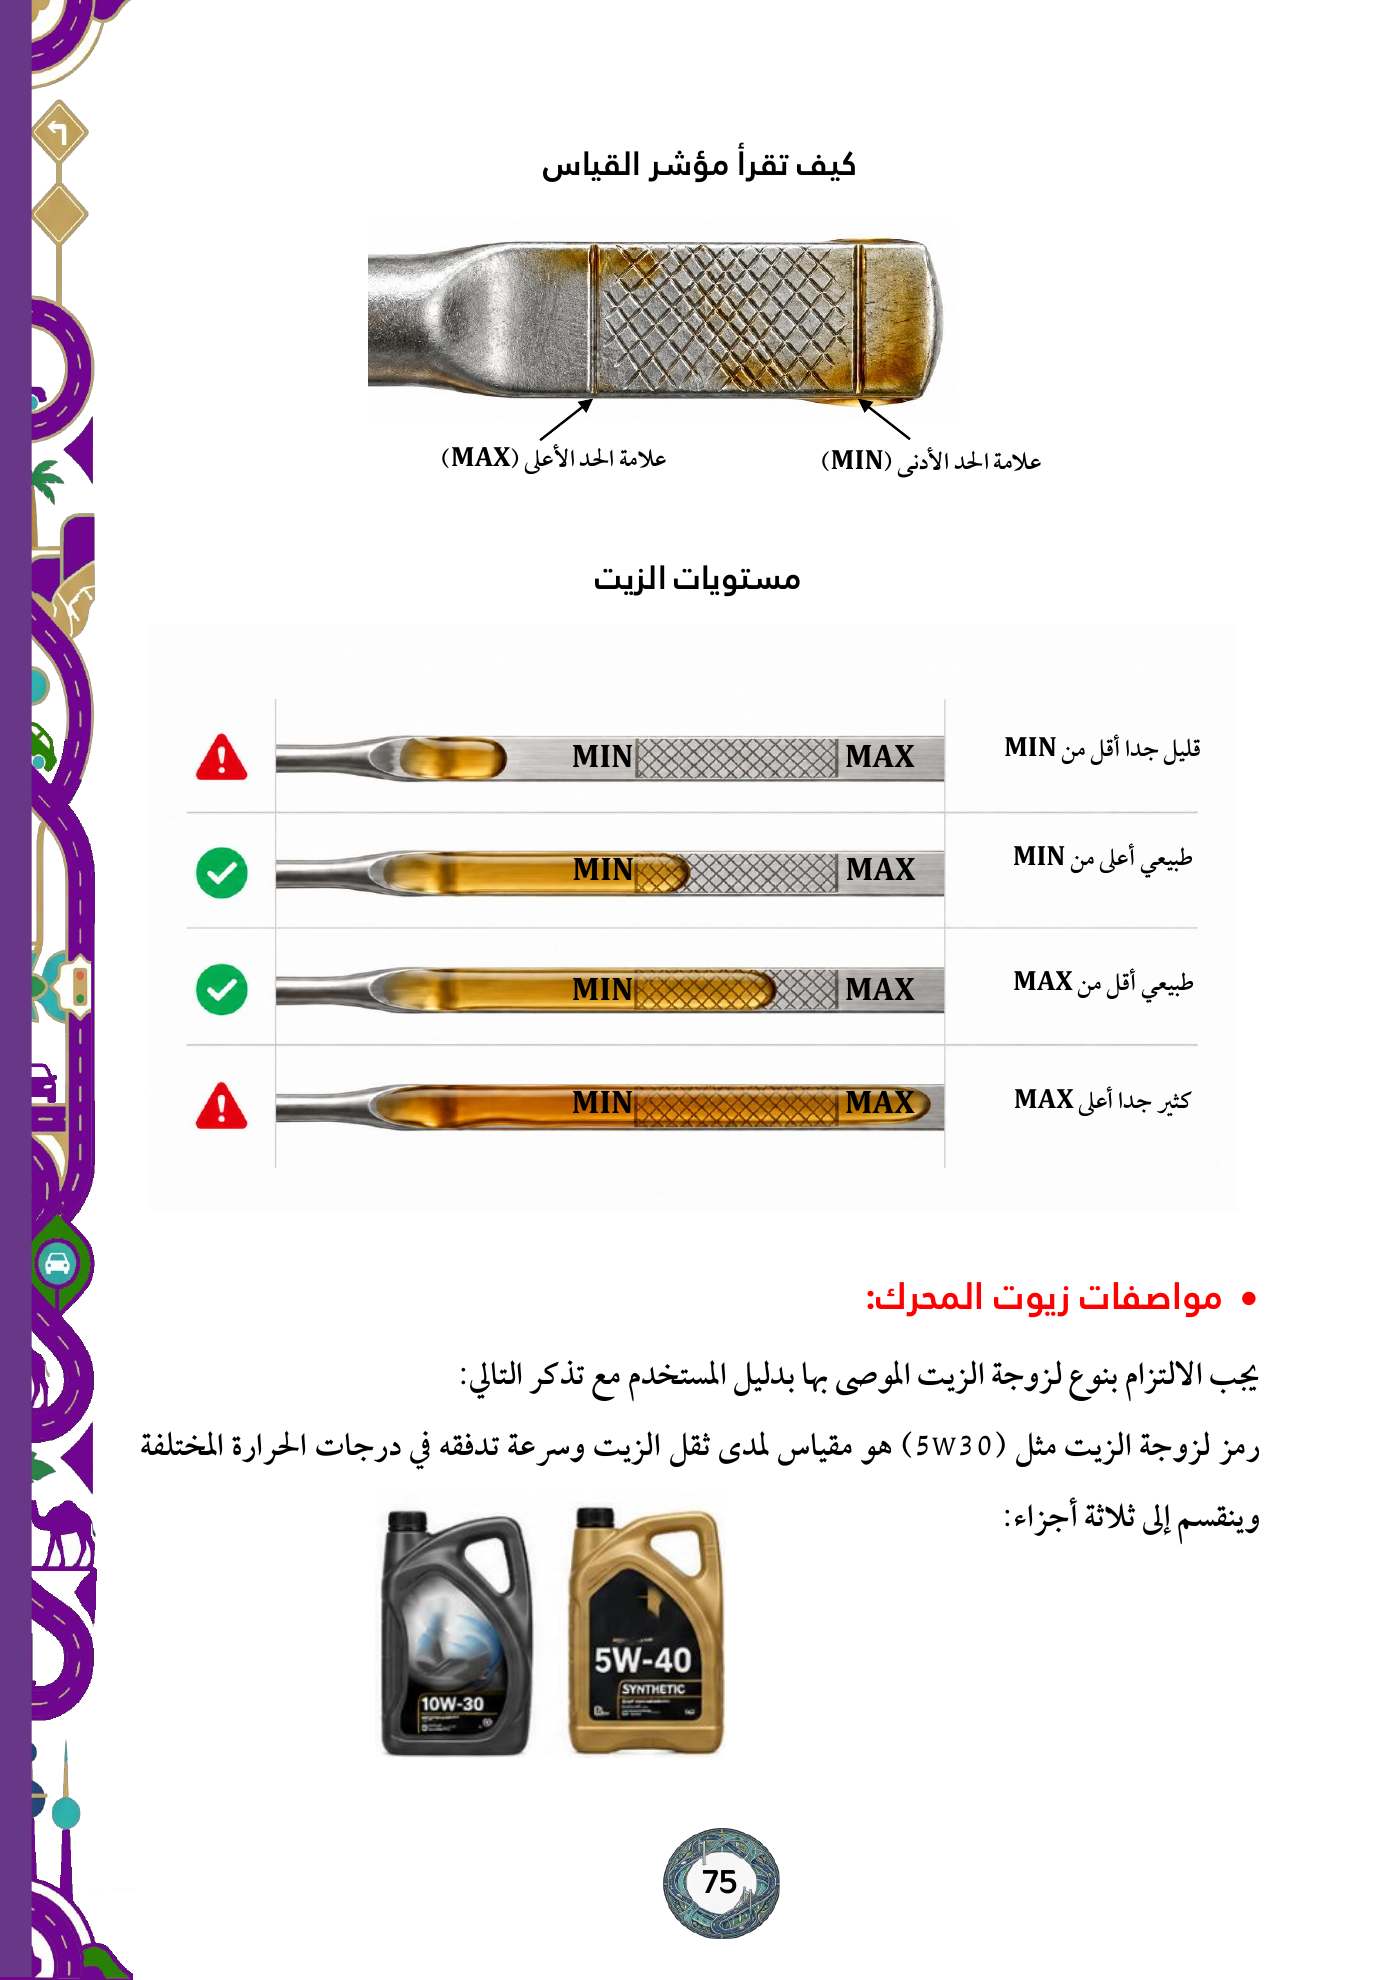 كيف تقرأ مؤشر القياس
علامة الحد الأدنى (MIN)
علامة الحد الأعلى (MAX)
مستويات الزيت
قليل جدا أقل من MIN
MIN MAX
طبيعي أعلى من MIN
MIN MAX
طبيعي أقل من MAX
MIN MAX
كثير جدا أعلى MAX
MIN MAX
• مواصفات زيوت المحرك:
يجب الالتزام بنوع لزوجة الزيت الموصى بها بدليل المستخدم مع تذكر التالي:
رمز لزوجة الزيت مثل (5W30) هو مقياس لمدى ثقل الزيت وسرعة تدفقه في درجات الحرارة المختلفة
وينقسم إلى ثلاثة أجزاء:
5W-40
SYNTHETIC
10W-30
75